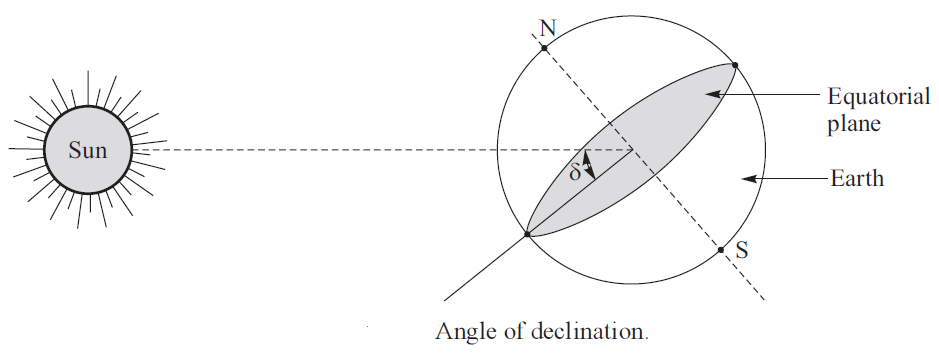 N
Sun
Equatorial
plane
δ
Earth
S
Angle of declination.